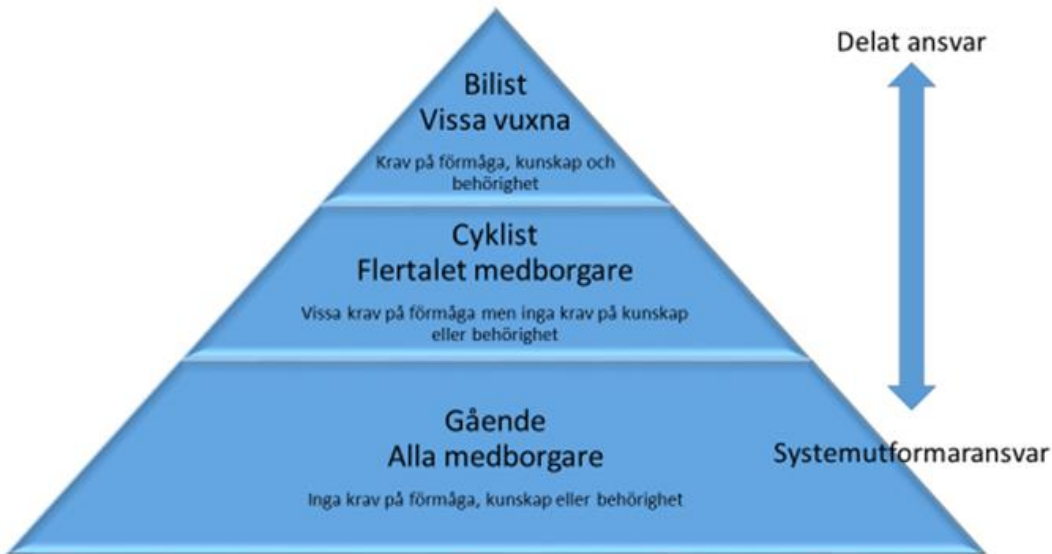 Delat ansvar
Bilist
Vissa vuxna
Krav på förmåga, kunskap och
behörighet
Cyklist
Flertalet medborgare
Vissa krav på förmåga men inga krav på kunskap
eller behörighet
Gående
Alla medborgare
Inga krav på förmåga, kunskap eller behörighet
Systemutformaransvar